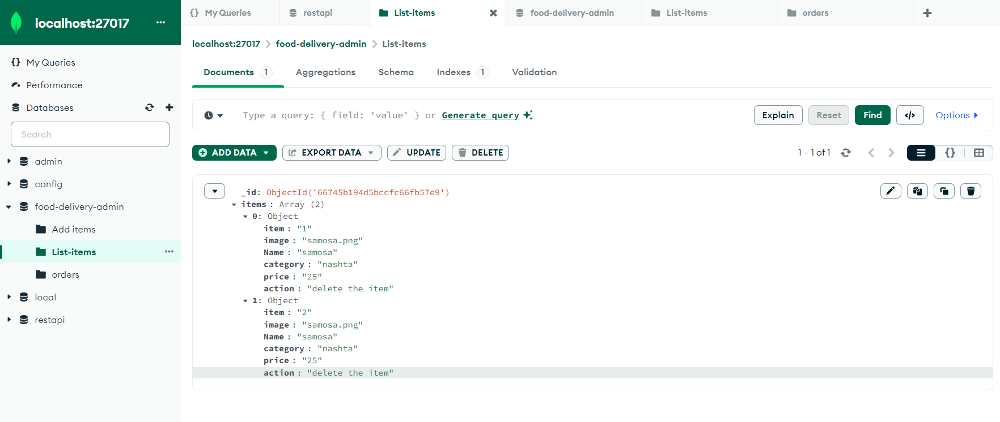 localhost:27017
My Queries
Performance
Databases
Search
admin
config
food-delivery-admin
Add items
List-items
orders
local
restapi
{} My Queries
restapi
List-items
food-delivery-admin
List-items
orders
localhost:27017 > food-delivery-admin > List-items
Documents 1 Aggregations Schema Indexes 1 Validation
Type a query: { field: 'value' } or Generate query
Explain Reset Find </> Options
ADD DATA EXPORT DATA UPDATE DELETE
1 – 1 of 1 {}
_id: ObjectId('66745b194d5bccfc66fb57e9')
items : Array (2)
0: Object
item : "1"
image : "samosa.png"
Name : "samosa"
category : "nashta"
price : "25"
action : "delete the item"
1: Object
item : "2"
image : "samosa.png"
Name : "samosa"
category : "nashta"
price : "25"
action : "delete the item"